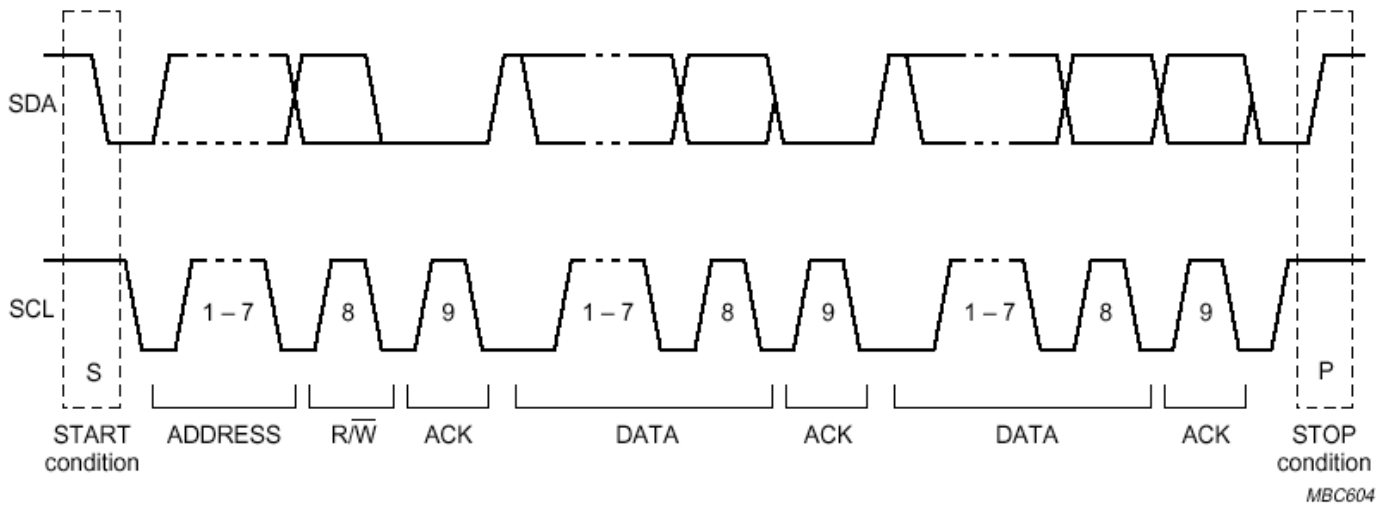 SDA
SCL
1 – 7
8
9
1 – 7
8
9
1 – 7
8
9
S
P
START
condition
ADDRESS
R/W̅
ACK
DATA
ACK
DATA
ACK
STOP
condition
MBC604